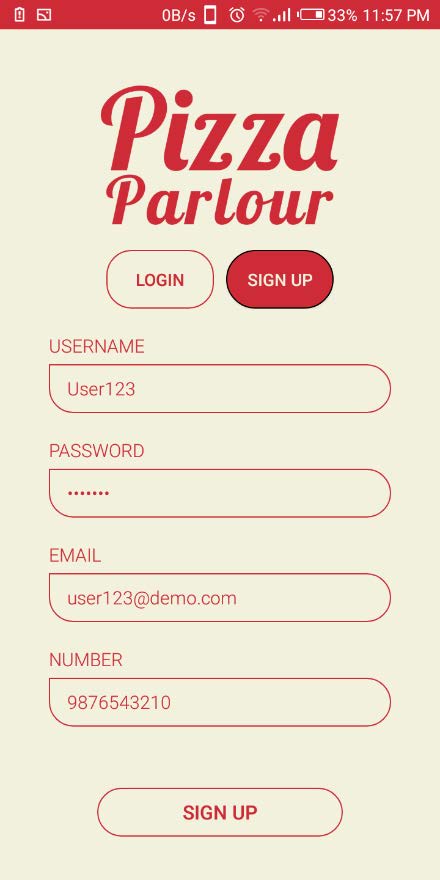 0B/s 33% 11:57 PM
Pizza
Parlour
LOGIN SIGN UP
USERNAME
User123
PASSWORD
•••••••
EMAIL
user123@demo.com
NUMBER
9876543210
SIGN UP